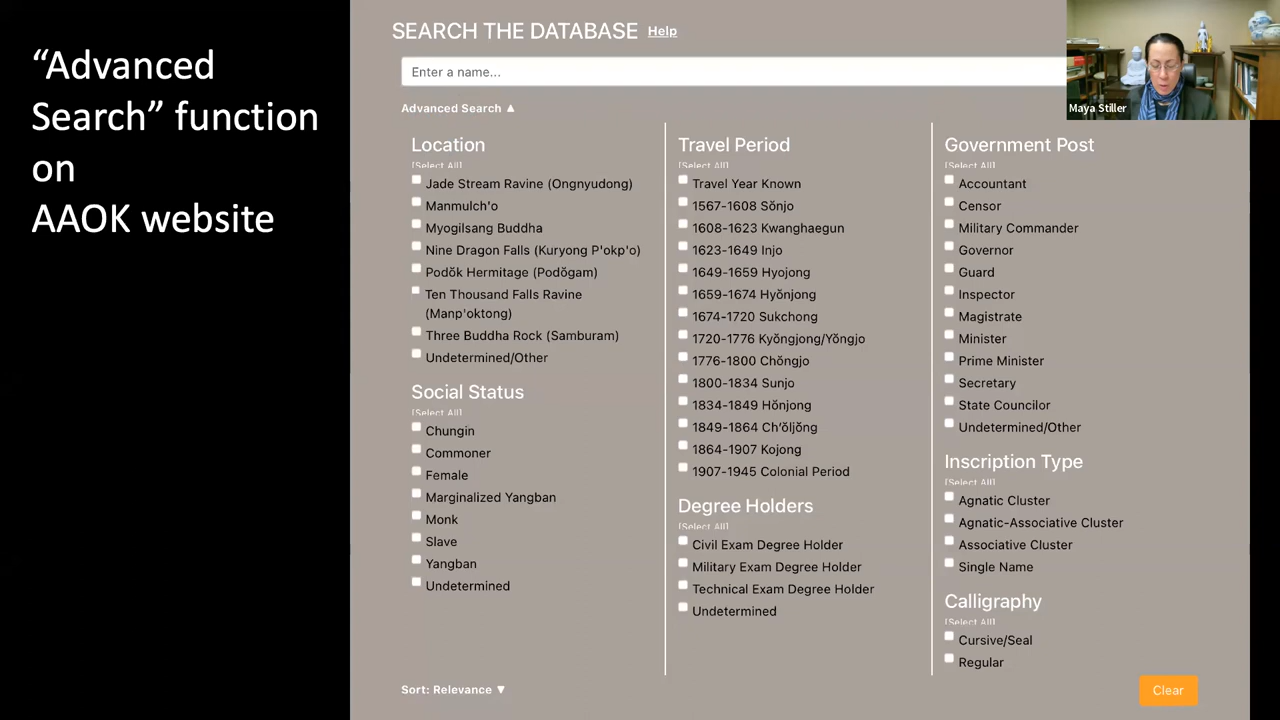 “Advanced
Search” function
on
AAOK website
SEARCH THE DATABASE Help
Enter a name...
Maya Stiller
Advanced Search ▲
Location
[Select All]
Jade Stream Ravine (Ongnyudong)
Manmulch'o
Myogilsang Buddha
Nine Dragon Falls (Kuryong P'okp'o)
Podŏk Hermitage (Podŏgam)
Ten Thousand Falls Ravine
(Manp'oktong)
Three Buddha Rock (Samburam)
Undetermined/Other
Social Status
[Select All]
Chungin
Commoner
Female
Marginalized Yangban
Monk
Slave
Yangban
Undetermined
Travel Period
[Select All]
Travel Year Known
1567-1608 Sŏnjo
1608-1623 Kwanghaegun
1623-1649 Injo
1649-1659 Hyojong
1659-1674 Hyŏnjong
1674-1720 Sukchong
1720-1776 Kyŏngjong/Yŏngjo
1776-1800 Chŏngjo
1800-1834 Sunjo
1834-1849 Hŏnjong
1849-1864 Ch’ŏljŏng
1864-1907 Kojong
1907-1945 Colonial Period
Degree Holders
[Select All]
Civil Exam Degree Holder
Military Exam Degree Holder
Technical Exam Degree Holder
Undetermined
Government Post
[Select All]
Accountant
Censor
Military Commander
Governor
Guard
Inspector
Magistrate
Minister
Prime Minister
Secretary
State Councilor
Undetermined/Other
Inscription Type
[Select All]
Agnatic Cluster
Agnatic-Associative Cluster
Associative Cluster
Single Name
Calligraphy
[Select All]
Cursive/Seal
Regular
Sort: Relevance ▼
Clear